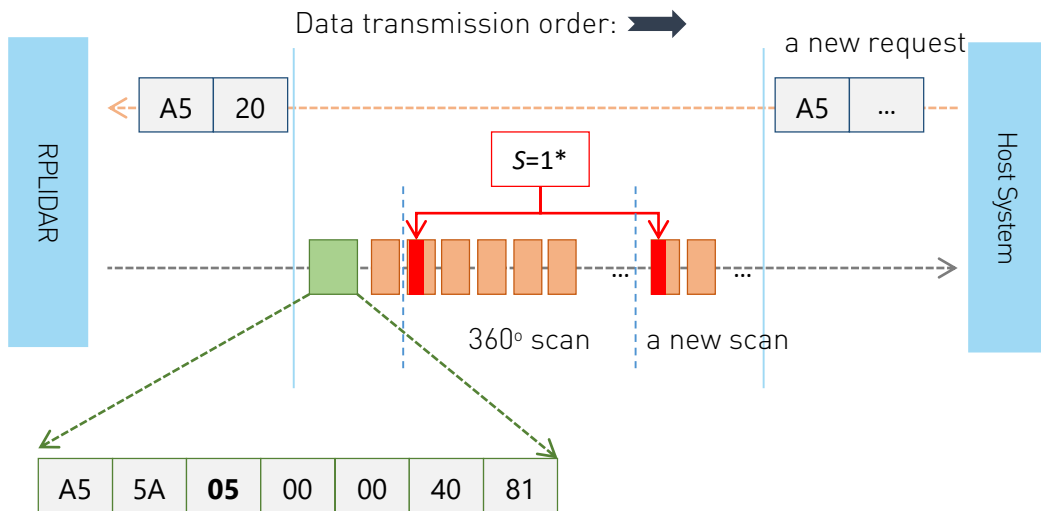 Data transmission order:
a new request
A5 20
A5 ...
RPLIDAR
Host System
S=1*
... ...
360° scan
a new scan
A5 5A 05 00 00 40 81